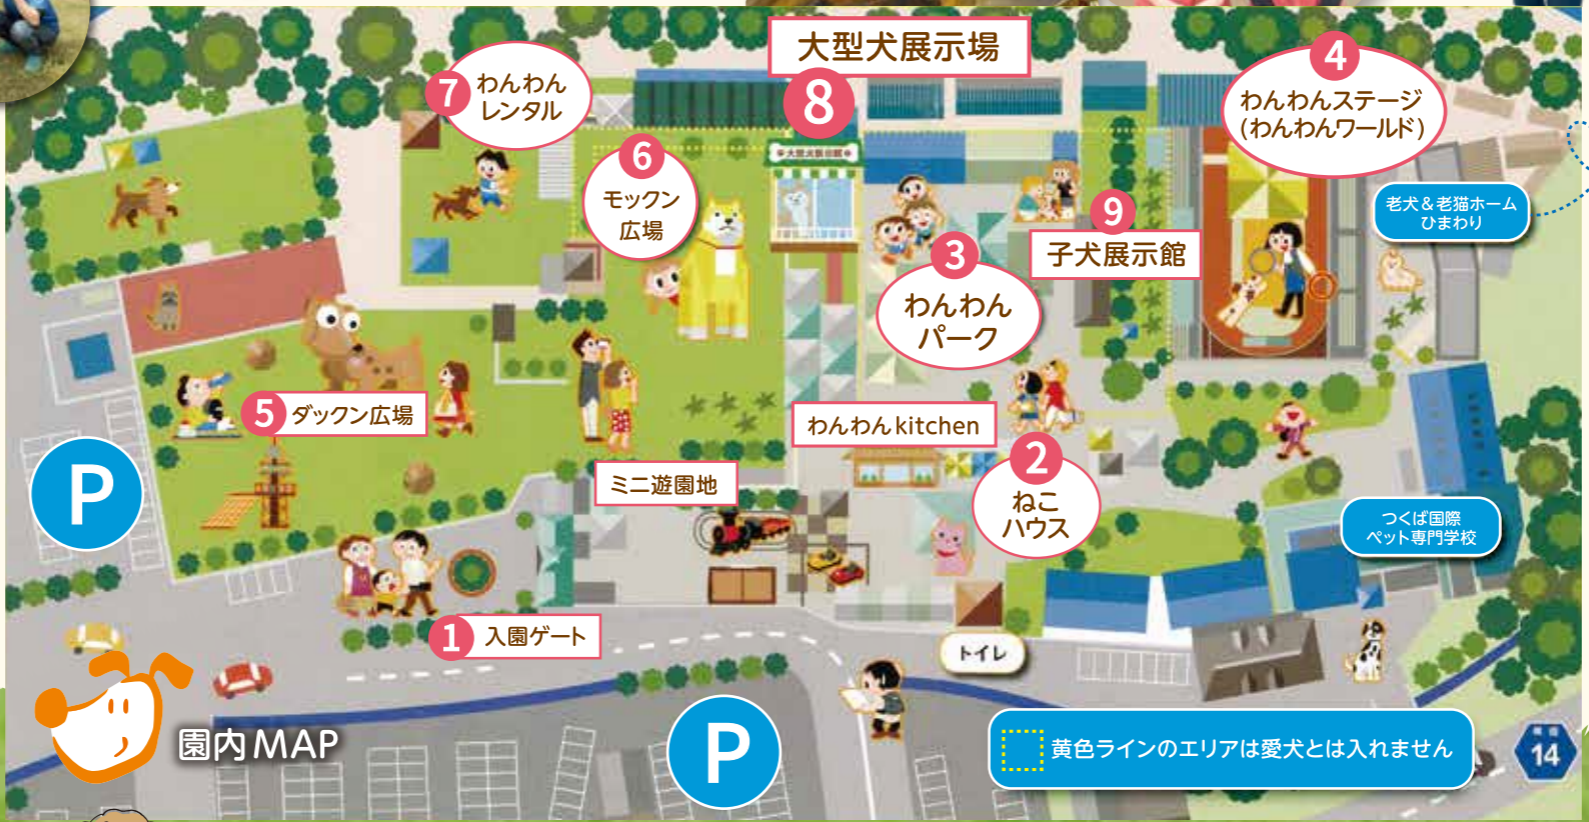 大型犬展示場
8
7
わんわん
レンタル
4
わんわんステージ
(わんわんワールド)
6
モックン
広場
9
子犬展示館
老犬&老猫ホーム
ひまわり
3
わんわん
パーク
5
ダックン広場
わんわんkitchen
2
ねこ
ハウス
ミニ遊園地
P
つくば国際
ペット専門学校
1
入園ゲート
トイレ
園内MAP
P
黄色ラインのエリアは愛犬とは入れません
14